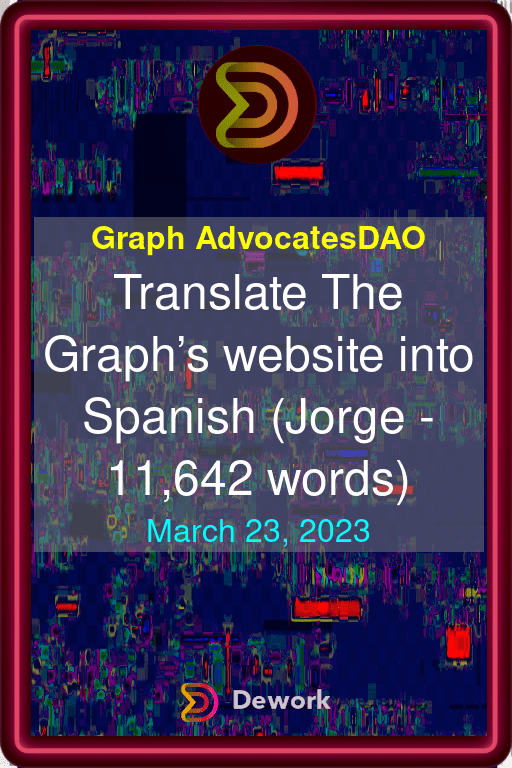 Graph AdvocatesDAO
Translate The
Graph’s website into
Spanish (Jorge -
11,642 words)
March 23, 2023
Dework